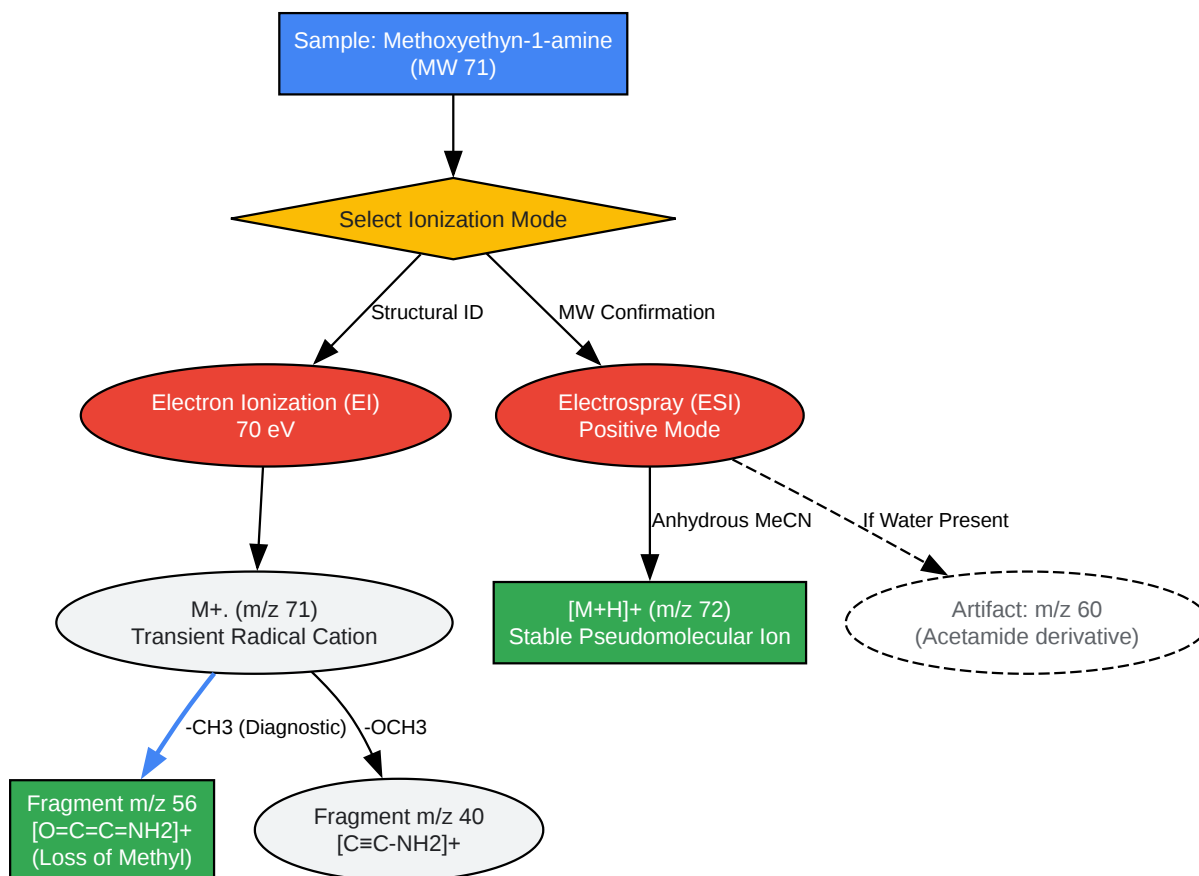 Sample: Methoxyethyn-1-amine
(MW 71)
Select Ionization Mode
Structural ID
MW Confirmation
Electron Ionization (EI)
70 eV
Electrospray (ESI)
Positive Mode
Anhydrous MeCN
If Water Present
M+. (m/z 71)
Transient Radical Cation
[M+H]+ (m/z 72)
Stable Pseudomolecular Ion
Artifact: m/z 60
(Acetamide derivative)
-CH3 (Diagnostic)
-OCH3
Fragment m/z 56
[O=C=C=NH2]+
(Loss of Methyl)
Fragment m/z 40
[C≡C-NH2]+